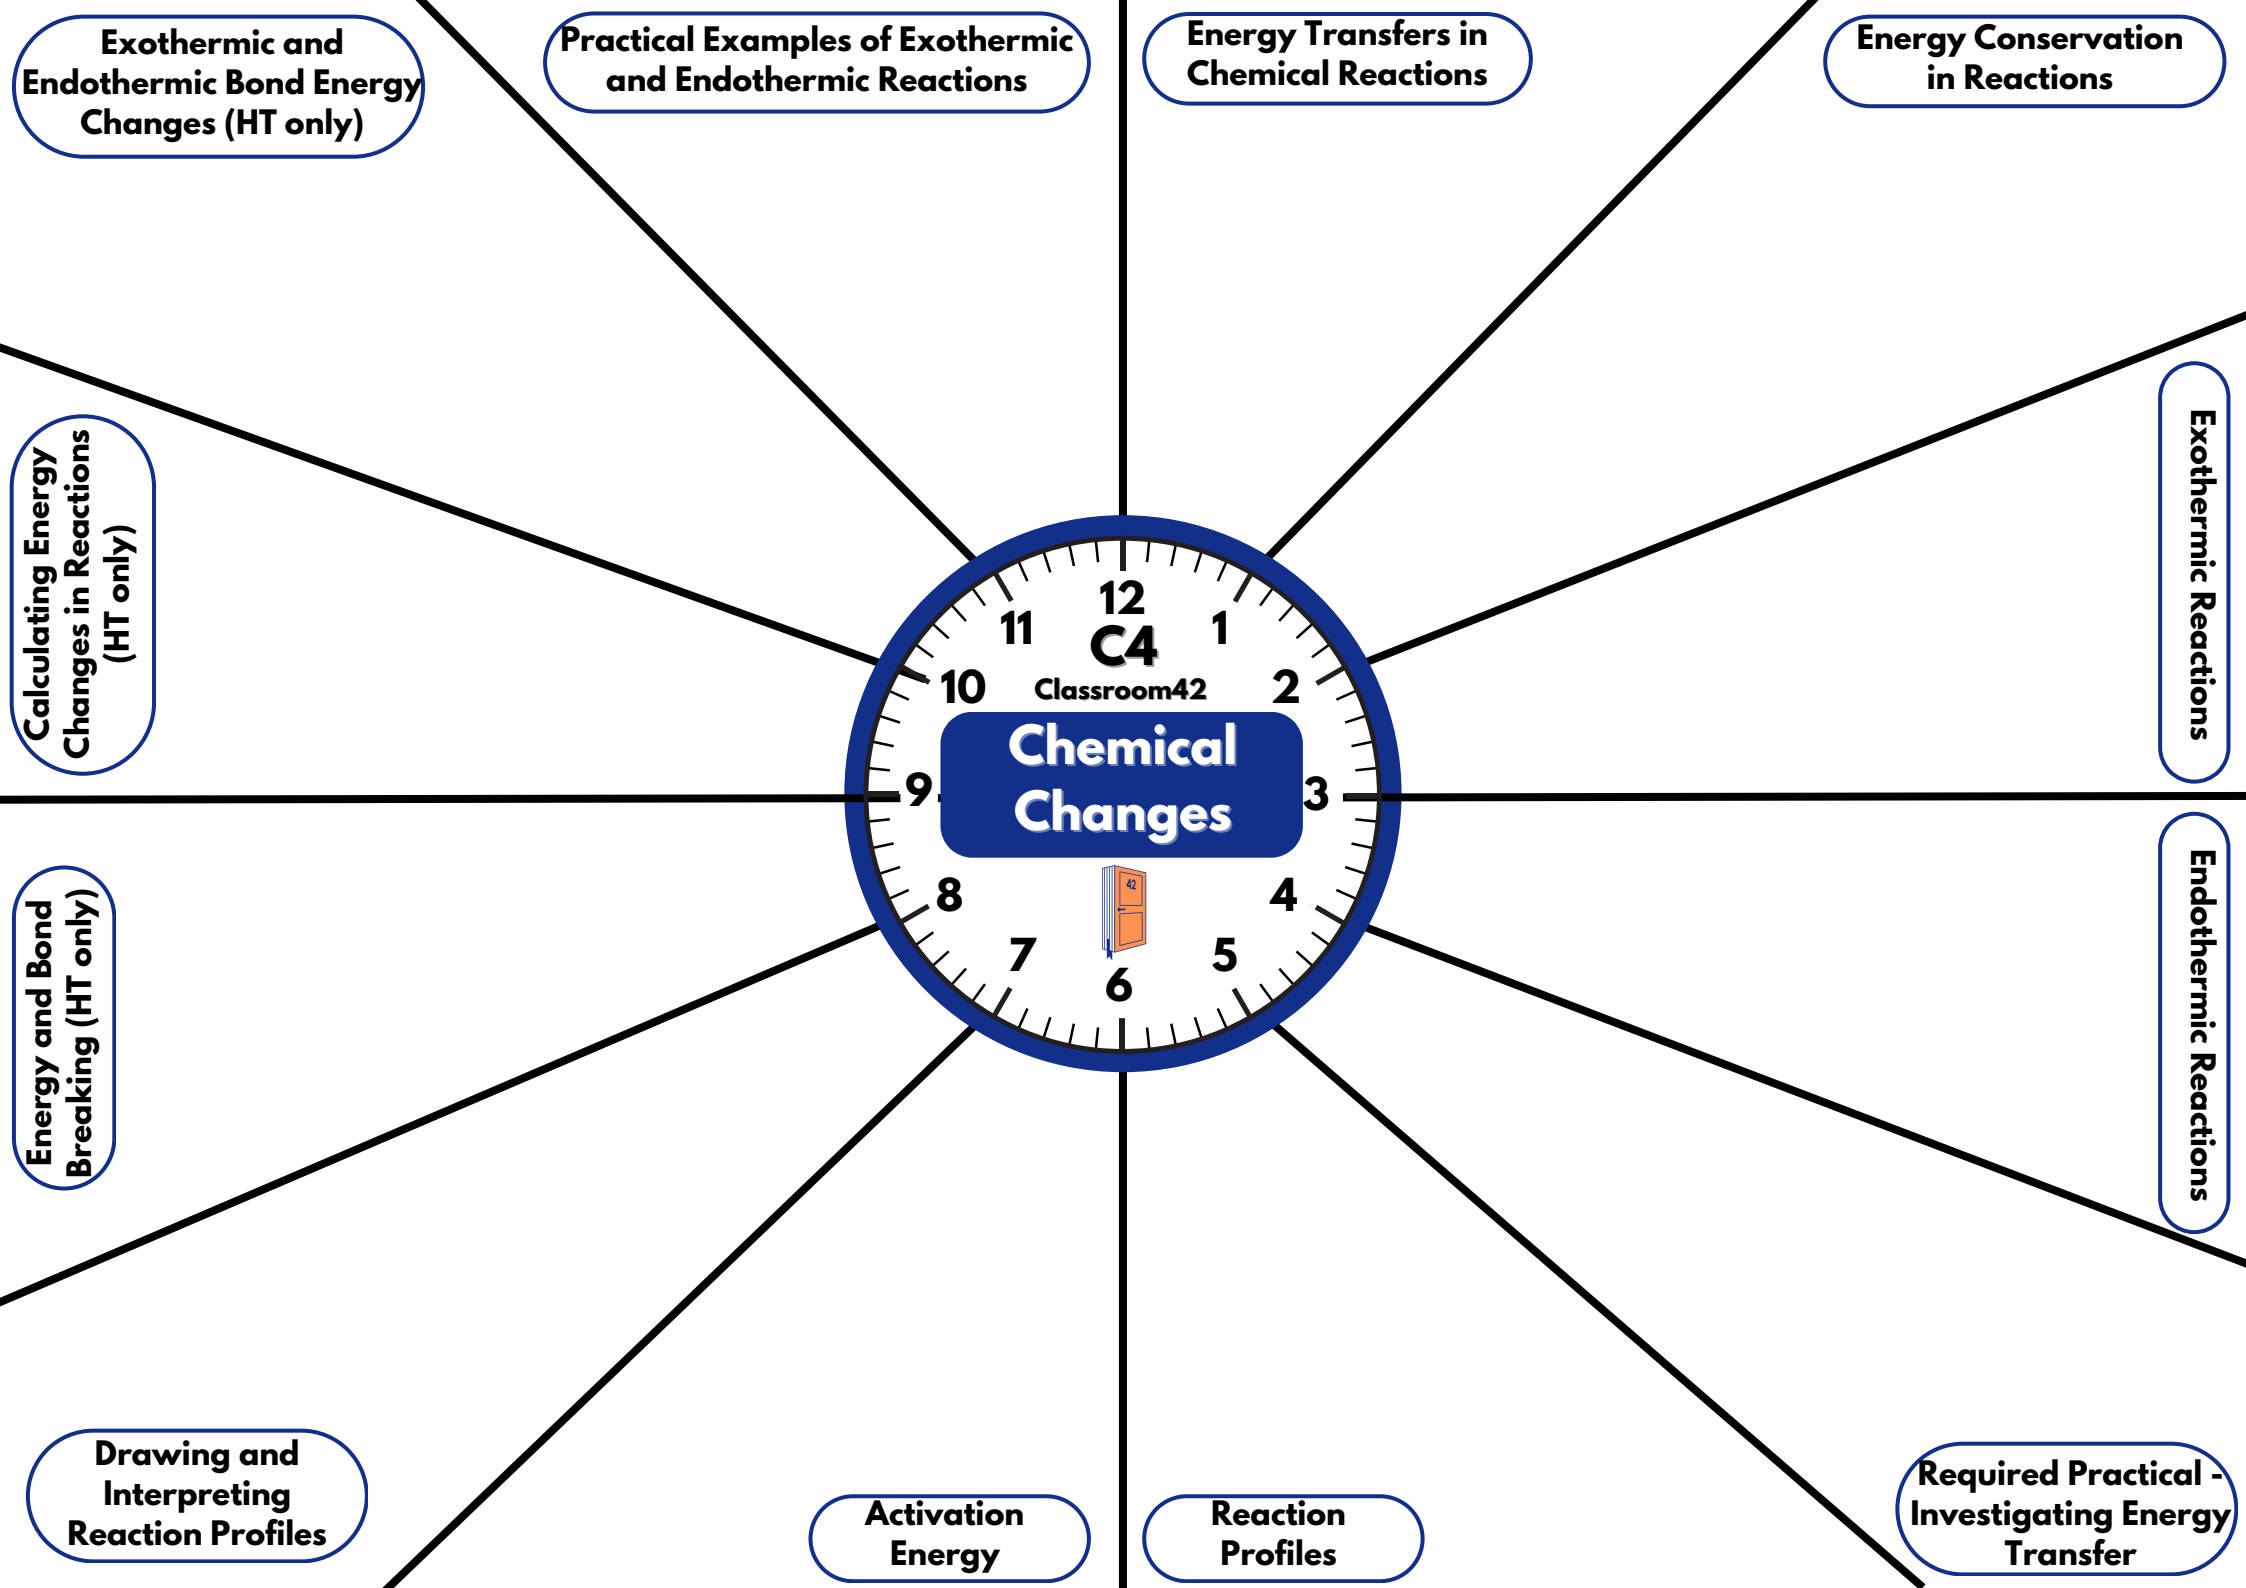 Exothermic and
Endothermic Bond Energy
Changes (HT only)
Practical Examples of Exothermic
and Endothermic Reactions
Energy Transfers in
Chemical Reactions
Energy Conservation
in Reactions
Exothermic Reactions
Endothermic Reactions
Required Practical -
Investigating Energy
Transfer
Reaction
Profiles
Activation
Energy
Drawing and
Interpreting
Reaction Profiles
Energy and Bond
Breaking (HT only)
Calculating Energy
Changes in Reactions
(HT only)
12
11
1
C4
10
Classroom42
2
Chemical
9
3
Changes
42
8
4
7
5
6